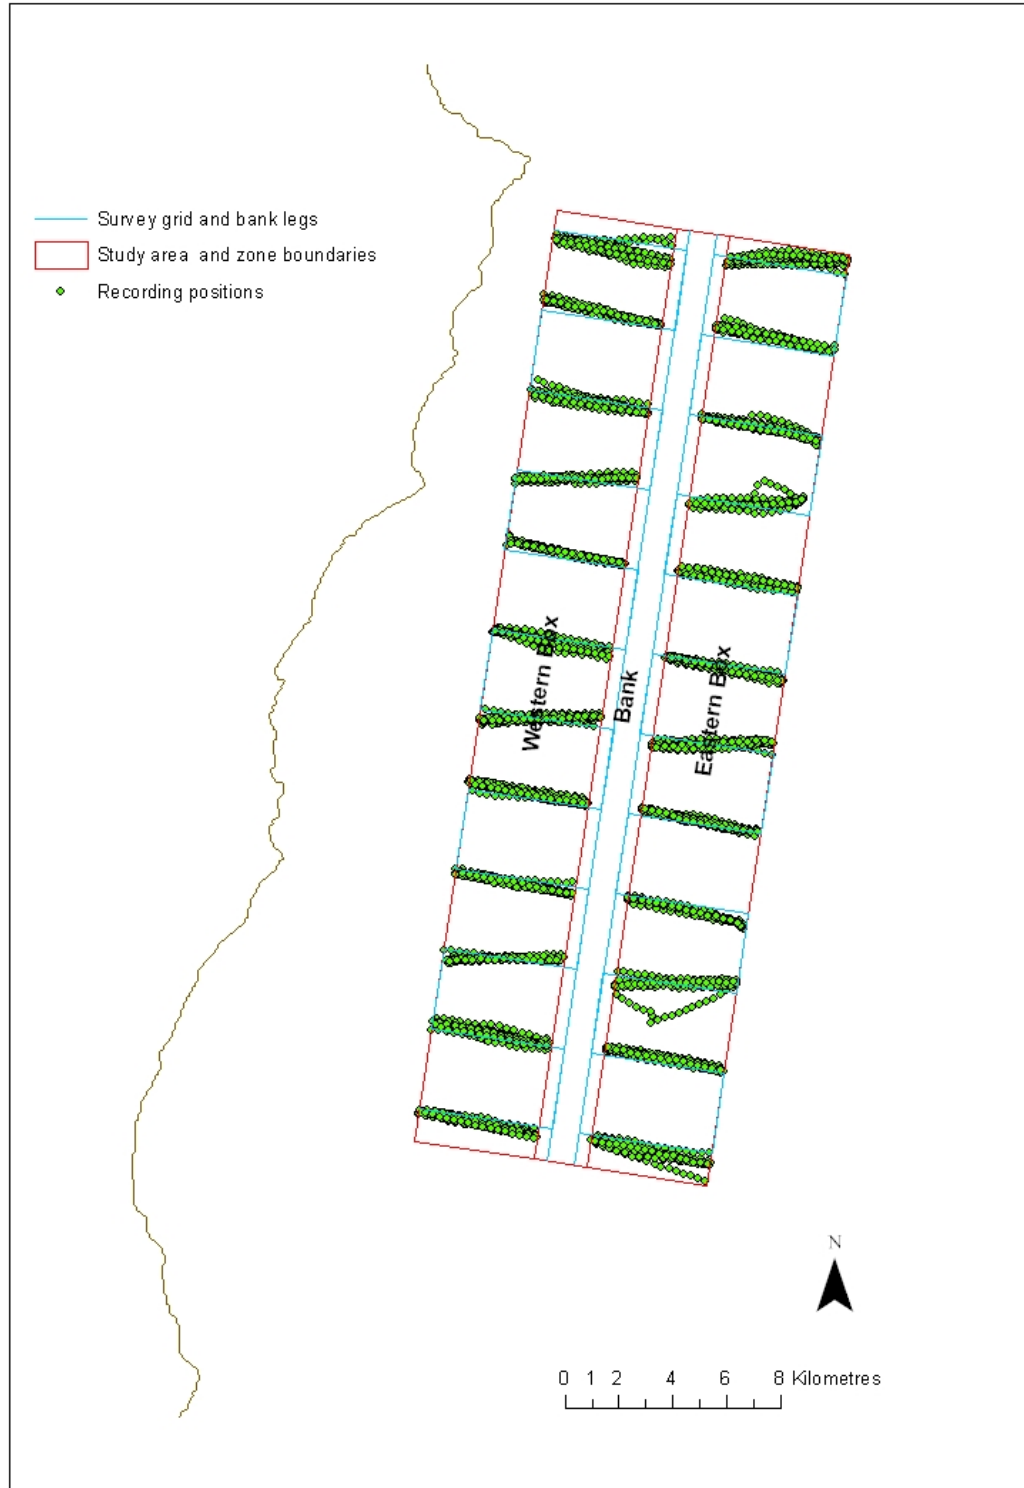 Survey grid and bank legs
Study area and zone boundaries
Recording positions
Western Box
Bank
Eastern Box
N
0 1 2 4 6 8 Kilometres